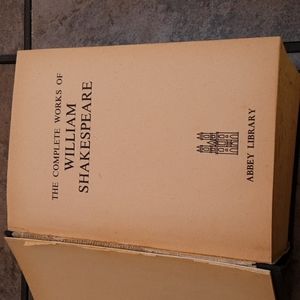 THE COMPLETE WORKS OF
WILLIAM
SHAKESPEARE
ABBEY LIBRARY